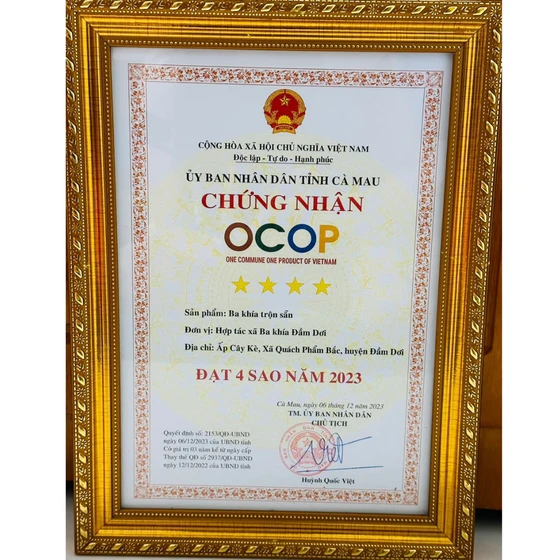 CỘNG HÒA XÃ HỘI CHỦ NGHĨA VIỆT NAM
Độc lập - Tự do - Hạnh phúc
ỦY BAN NHÂN DÂN TỈNH CÀ MAU
CHỨNG NHẬN
OCOP
ONE COMMUNE ONE PRODUCT OF VIETNAM
Sản phẩm: Ba khía trộn sẵn
Đơn vị: Hợp tác xã Ba khía Đầm Dơi
Địa chỉ: Ấp Cây Kè, Xã Quách Phẩm Bắc, huyện Đầm Dơi
ĐẠT 4 SAO NĂM 2023
Cà Mau, ngày 06 tháng 12 năm 2023
TM. ỦY BAN NHÂN DÂN
CHỦ TỊCH
Quyết định số: 2153/QĐ-UBND
ngày 06/12/2023 của UBND tỉnh
Có giá trị 03 năm kể từ ngày cấp
Thay thế QĐ số 2937/QĐ-UBND
ngày 12/12/2022 của UBND tỉnh
Huỳnh Quốc Việt